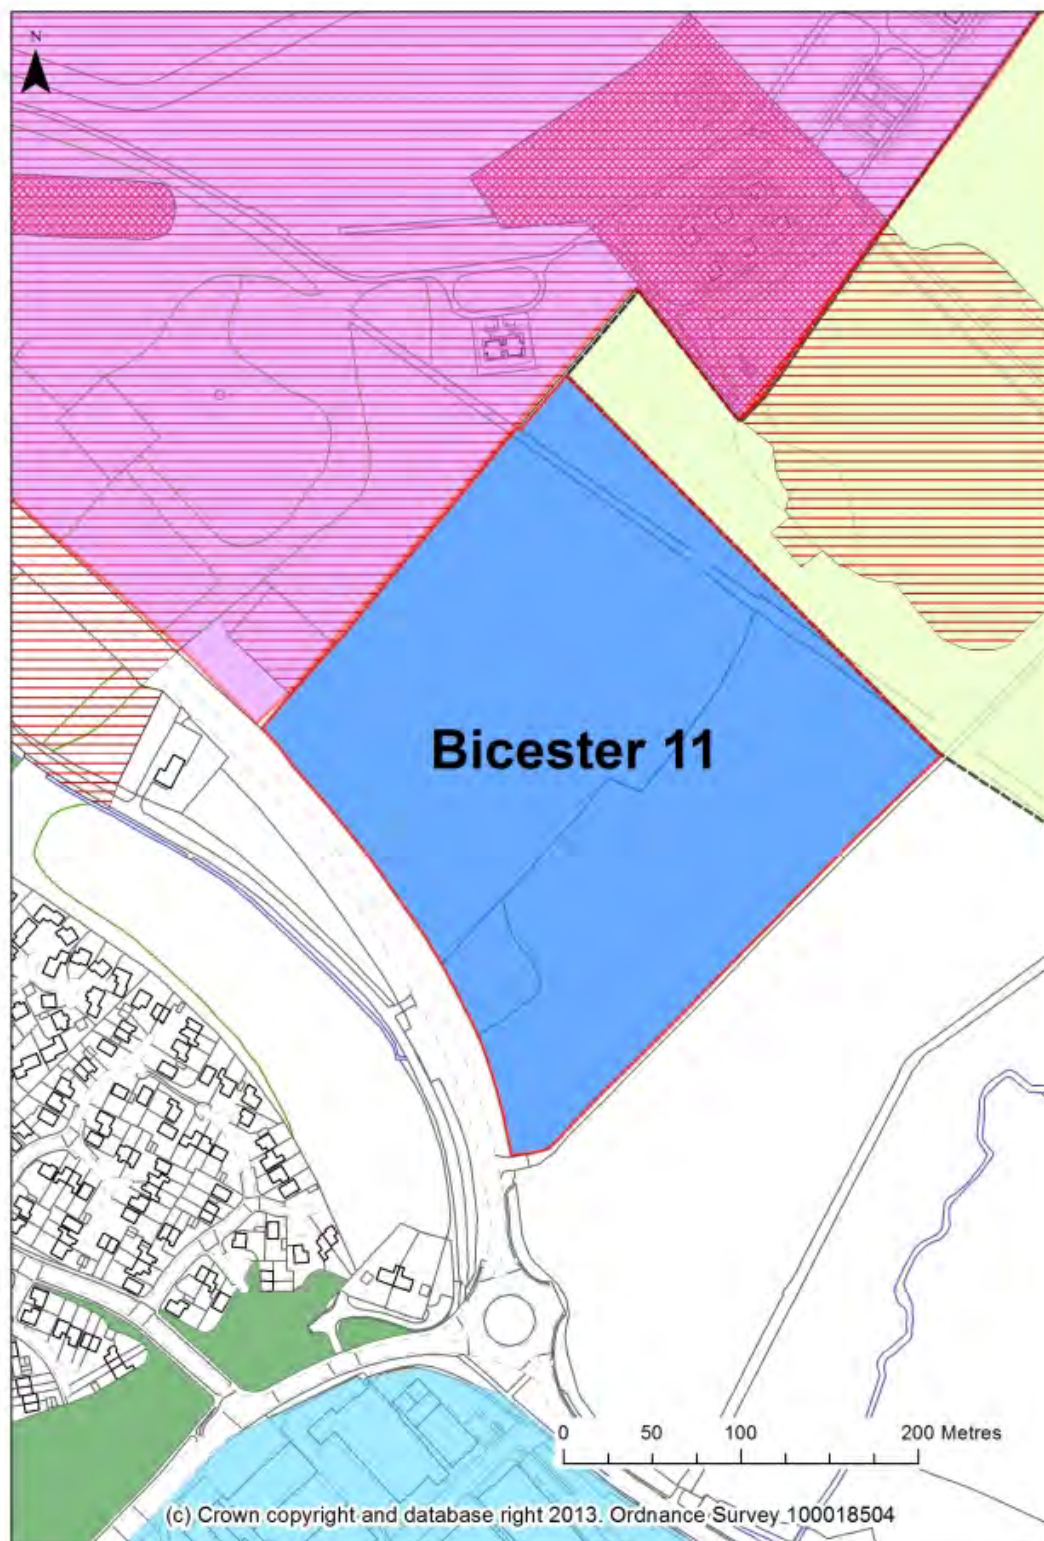 N
Bicester 11
0 50 100 200 Metres
(c) Crown copyright and database right 2013. Ordnance Survey 100018504